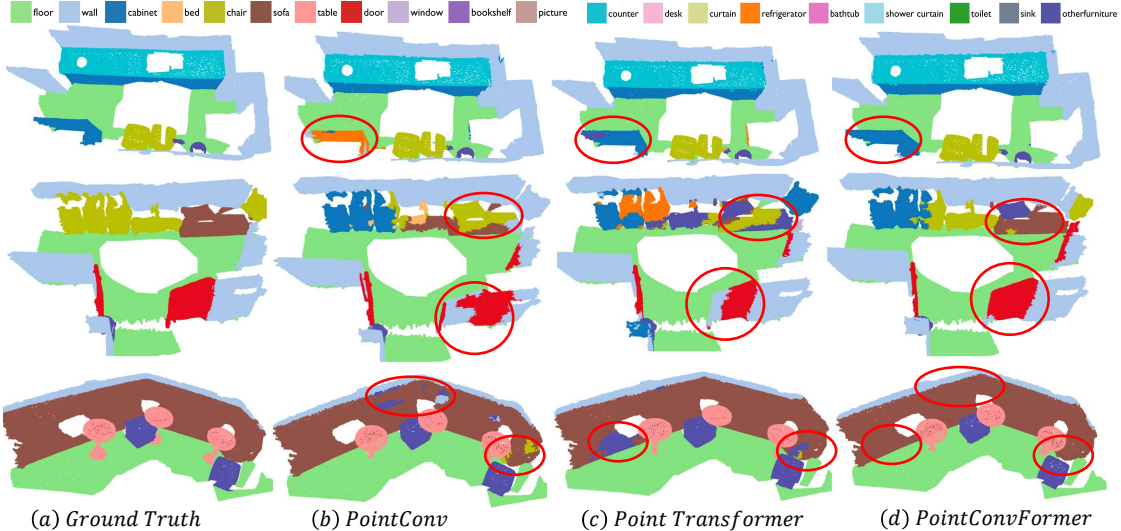 floor wall cabinet bed chair sofa table door window bookshelf picture counter desk curtain refrigerator bathtub shower curtain toilet sink otherfurniture
(a) Ground Truth (b) PointConv (c) Point Transformer (d) PointConvFormer